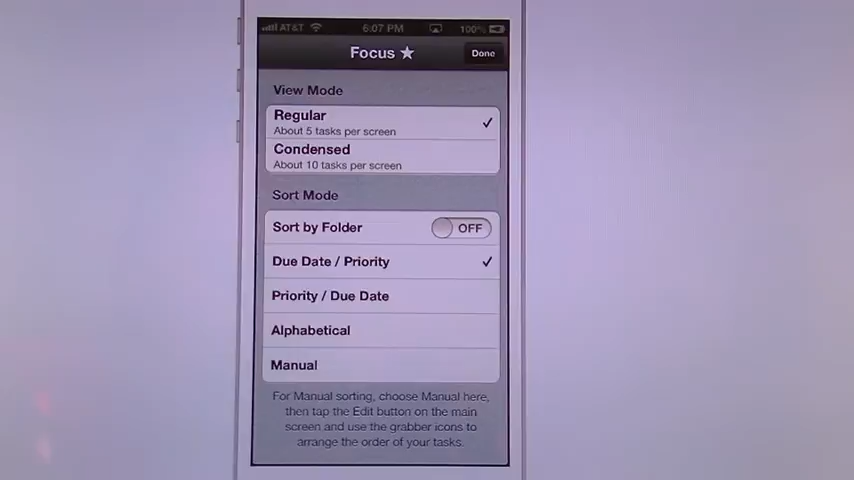 AT&T 6:07 PM 100%
Focus ★ Done
View Mode
Regular
About 5 tasks per screen
Condensed
About 10 tasks per screen
Sort Mode
Sort by Folder OFF
Due Date / Priority
Priority / Due Date
Alphabetical
Manual
For Manual sorting, choose Manual here,
then tap the Edit button on the main
screen and use the grabber icons to
arrange the order of your tasks.